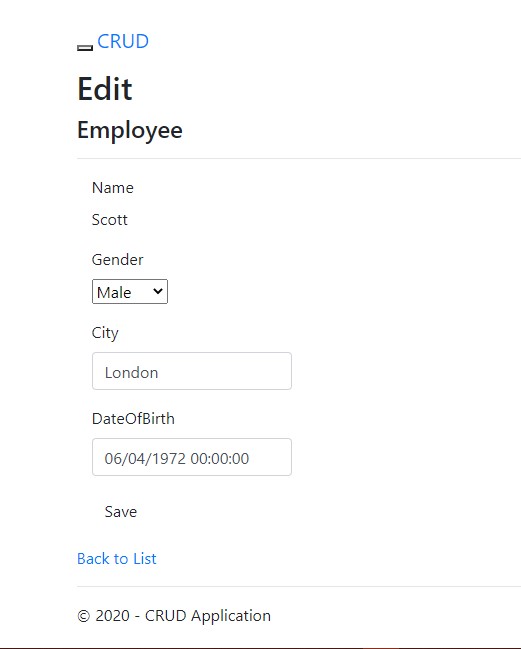 CRUD
Edit
Employee
Name
Scott
Gender
Male
City
London
DateOfBirth
06/04/1972 00:00:00
Save
Back to List
© 2020 - CRUD Application